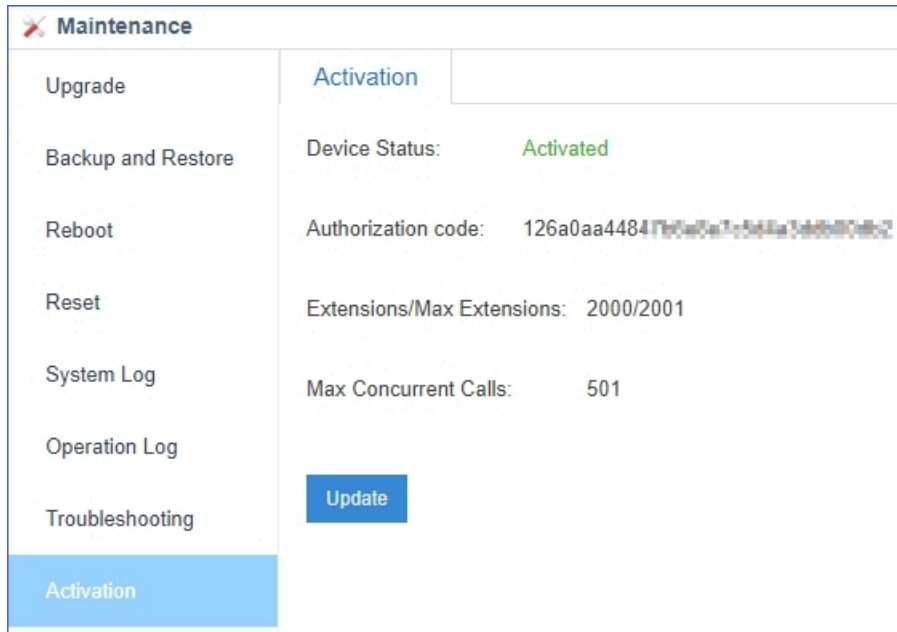 Maintenance
Upgrade
Activation
Backup and Restore
Device Status: Activated
Reboot
Authorization code: 126a0aa4484
Reset
Extensions/Max Extensions: 2000/2001
System Log
Max Concurrent Calls: 501
Operation Log
Update
Troubleshooting
Activation